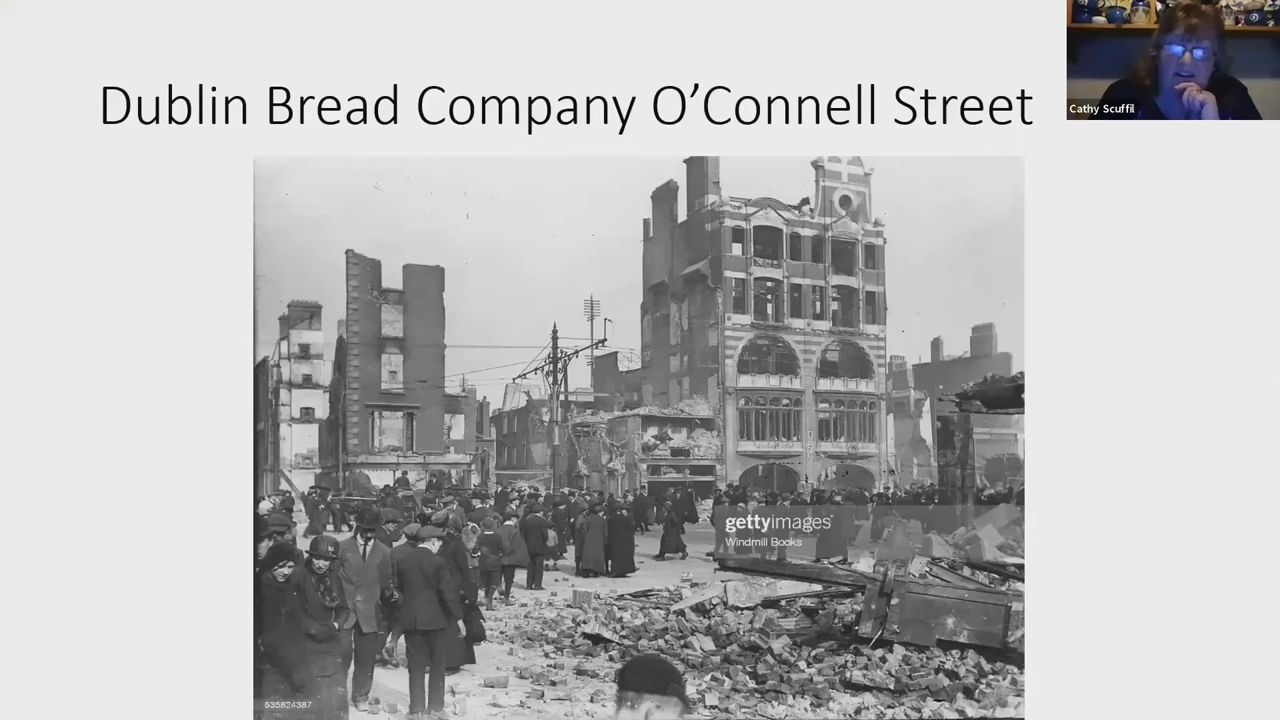 Dublin Bread Company O’Connell Street
Cathy Scuffil
gettyimages
Windmill Books
535824387